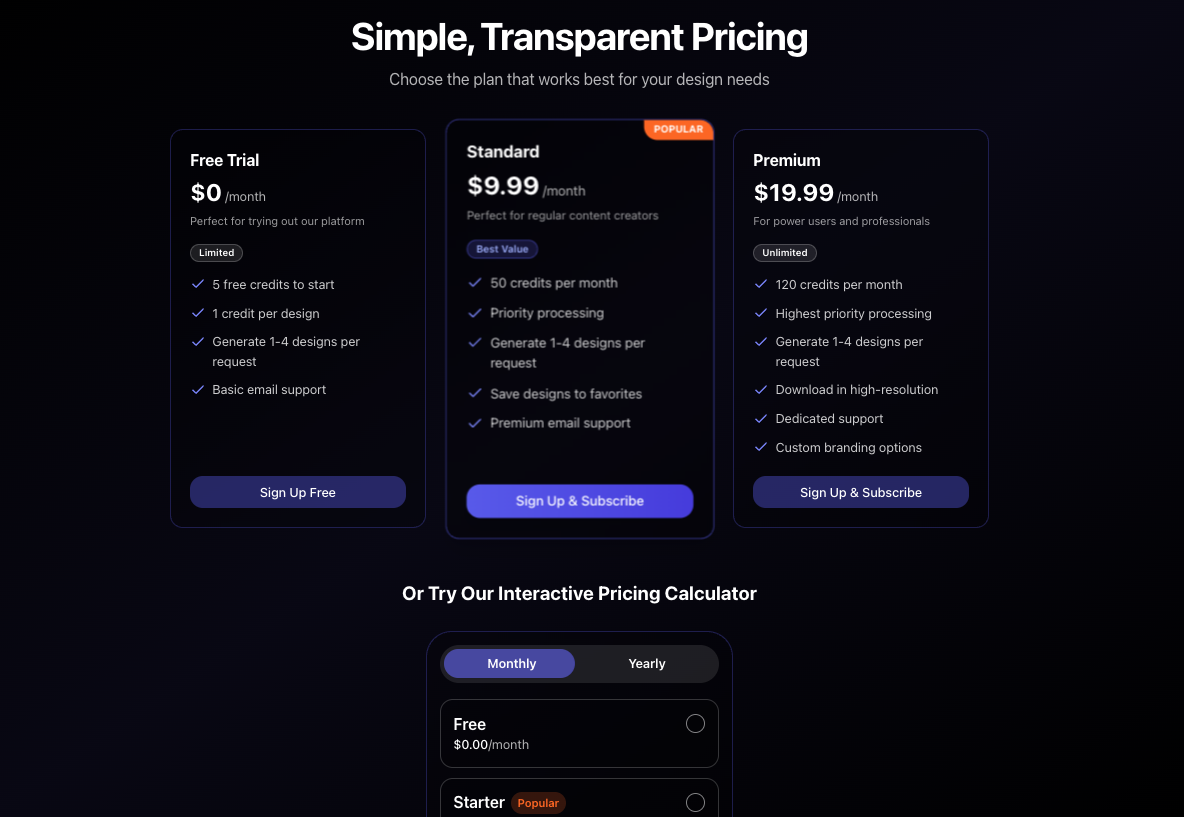 Simple, Transparent Pricing
Choose the plan that works best for your design needs
Free Trial
$0 /month
Perfect for trying out our platform
Limited
5 free credits to start
1 credit per design
Generate 1-4 designs per
request
Basic email support
Sign Up Free
POPULAR
Standard
$9.99 /month
Perfect for regular content creators
Best Value
50 credits per month
Priority processing
Generate 1-4 designs per
request
Save designs to favorites
Premium email support
Sign Up & Subscribe
Premium
$19.99 /month
For power users and professionals
Unlimited
120 credits per month
Highest priority processing
Generate 1-4 designs per
request
Download in high-resolution
Dedicated support
Custom branding options
Sign Up & Subscribe
Or Try Our Interactive Pricing Calculator
Monthly Yearly
Free
$0.00/month
Starter Popular